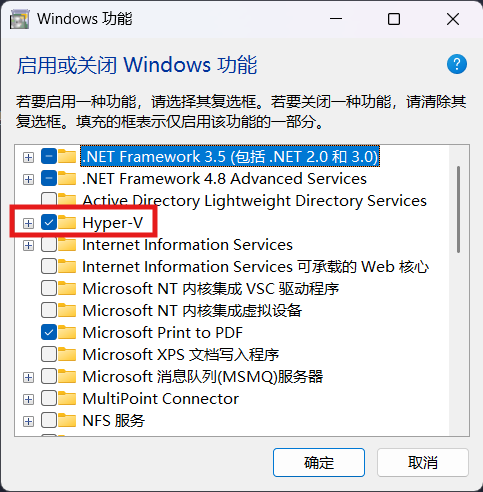 Windows 功能
启用或关闭 Windows 功能
若要启用一种功能，请选择其复选框。若要关闭一种功能，请清除其
复选框。填充的框表示仅启用该功能的一部分。
.NET Framework 3.5 (包括 .NET 2.0 和 3.0)
.NET Framework 4.8 Advanced Services
Active Directory Lightweight Directory Services
Hyper-V
Internet Information Services
Internet Information Services 可承载的 Web 核心
Microsoft NT 内核集成 VSC 驱动程序
Microsoft NT 内核集成虚拟设备
Microsoft Print to PDF
Microsoft XPS 文档写入程序
Microsoft 消息队列(MSMQ)服务器
MultiPoint Connector
NFS 服务
确定
取消